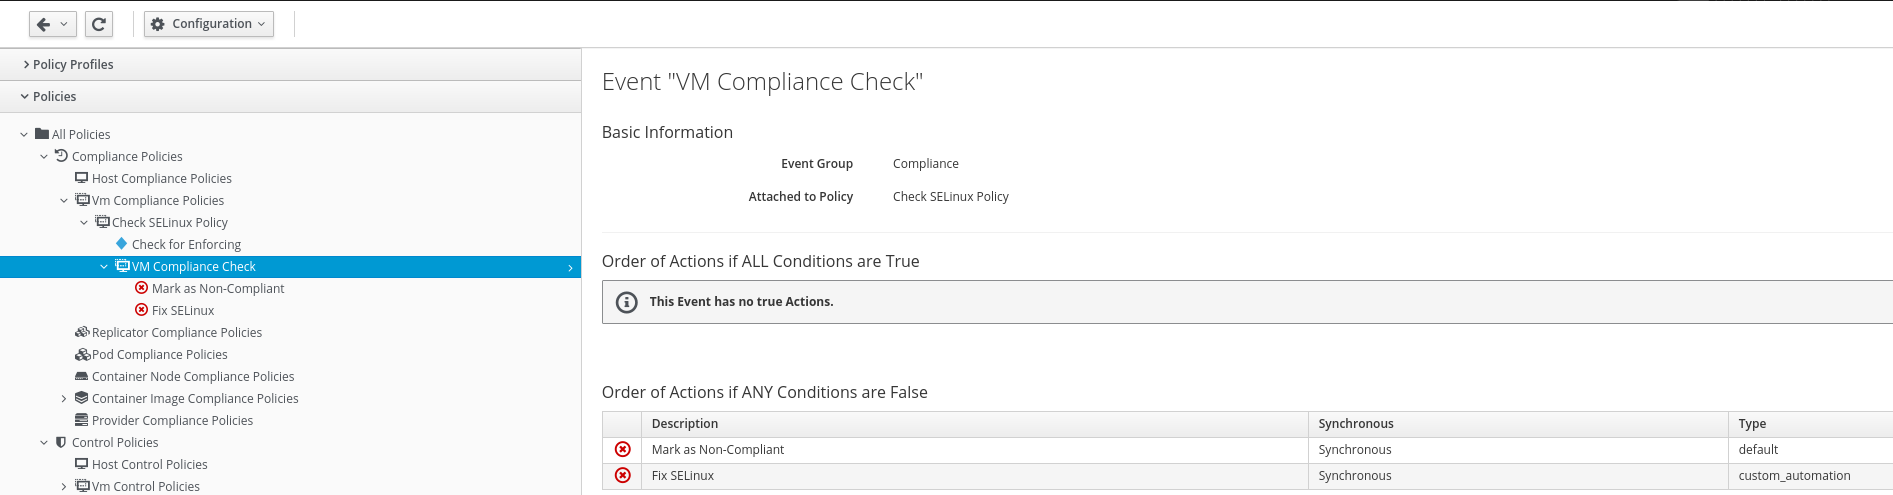 Configuration
Policy Profiles
Policies
All Policies
Compliance Policies
Host Compliance Policies
Vm Compliance Policies
Check SELinux Policy
Check for Enforcing
VM Compliance Check
Mark as Non-Compliant
Fix SELinux
Replicator Compliance Policies
Pod Compliance Policies
Container Node Compliance Policies
Container Image Compliance Policies
Provider Compliance Policies
Control Policies
Host Control Policies
Vm Control Policies
Event "VM Compliance Check"
Basic Information
Event Group Compliance
Attached to Policy Check SELinux Policy
Order of Actions if ALL Conditions are True
This Event has no true Actions.
Order of Actions if ANY Conditions are False
Description Synchronous Type
Mark as Non-Compliant Synchronous default
Fix SELinux Synchronous custom_automation